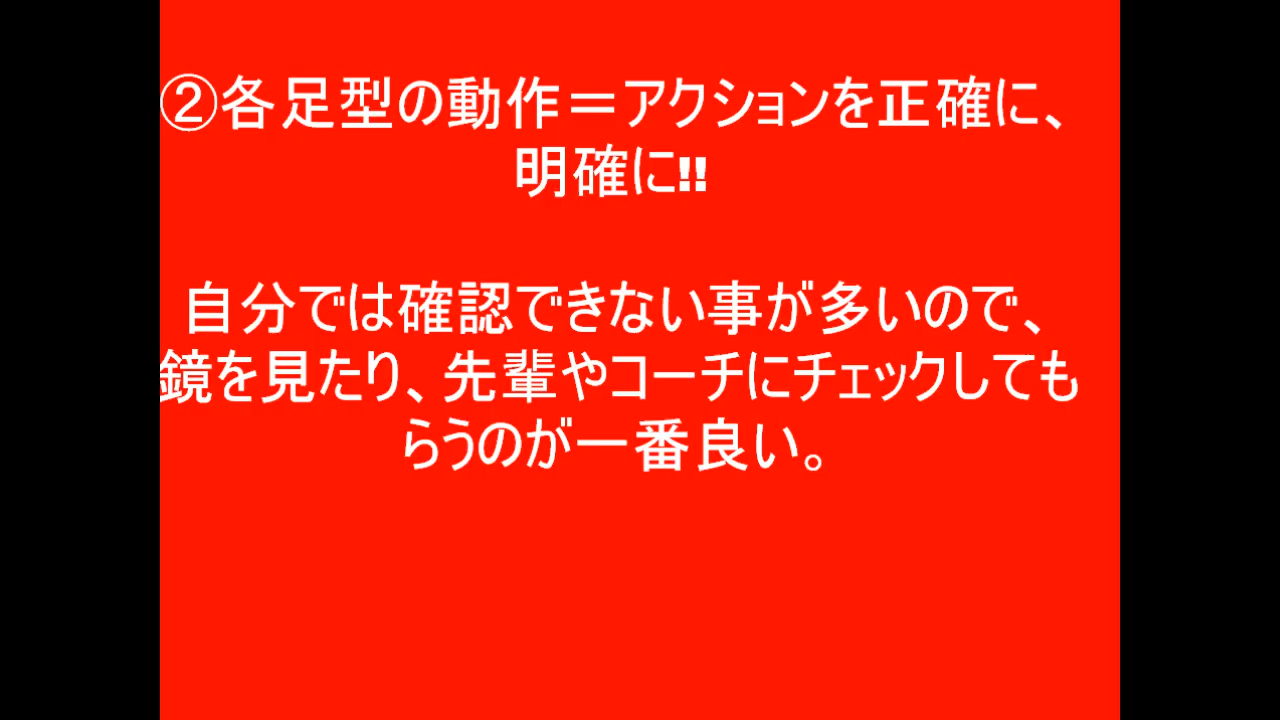 ②各足型の動作＝アクションを正確に、
明確に!!
自分では確認できない事が多いので、
鏡を見たり、先輩やコーチにチェックしても
らうのが一番良い。